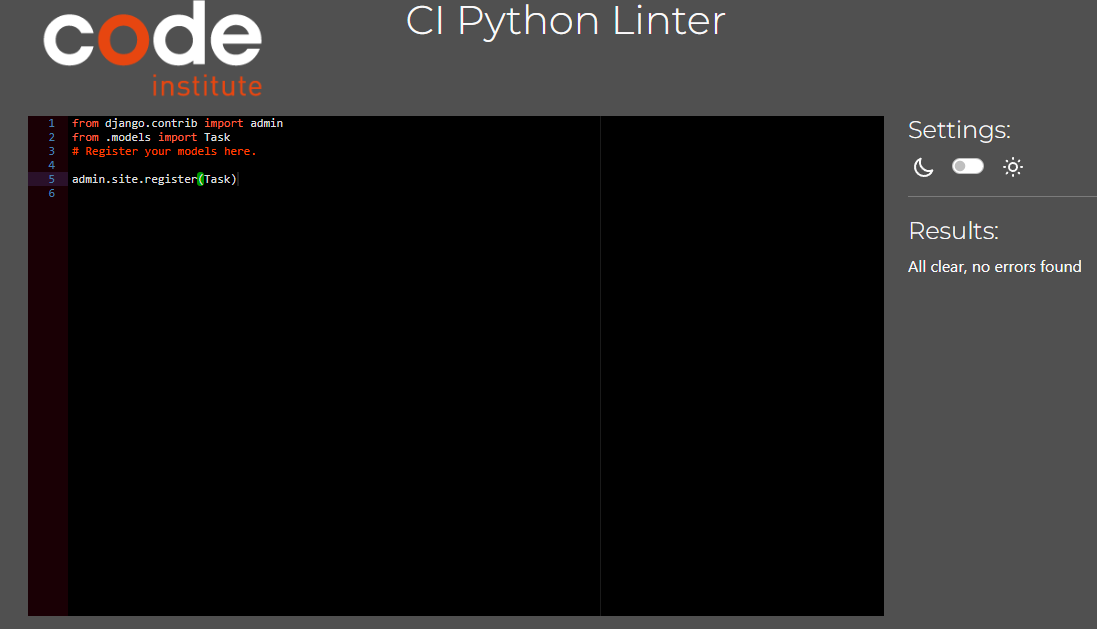 code
institute
CI Python Linter
1 from django.contrib import admin
2 from .models import Task
3 # Register your models here.
4
5 admin.site.register(Task)
6
Settings:
Results:
All clear, no errors found